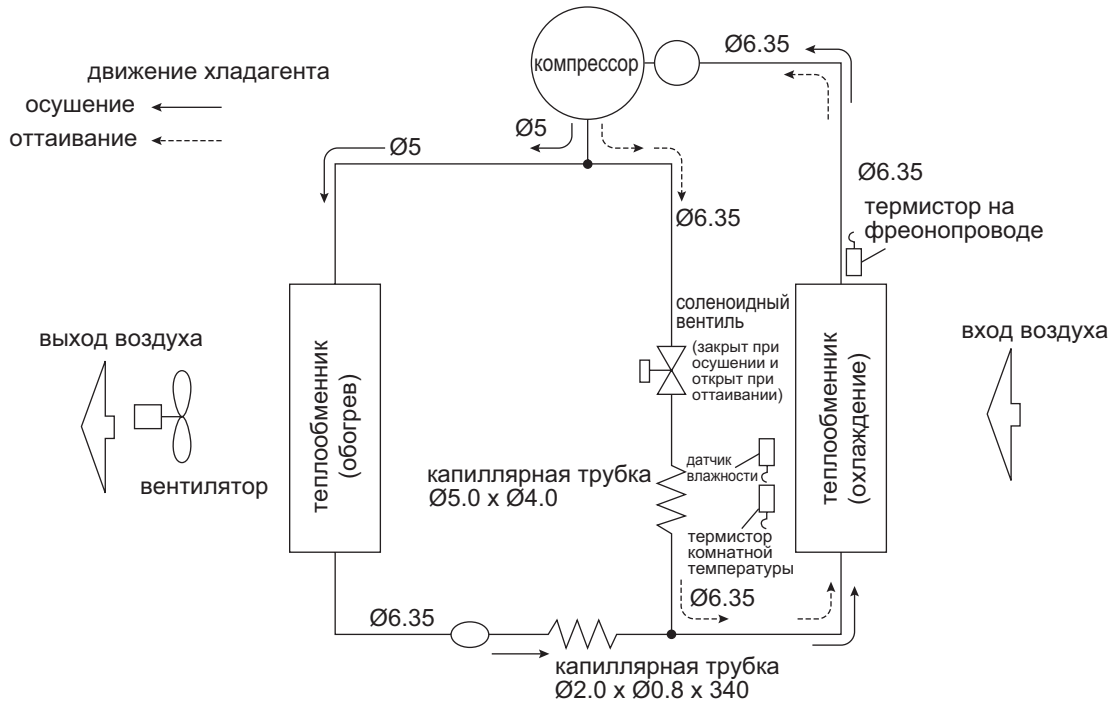 компрессор
Ø6.35
движение хладагента
осушение
оттаивание
Ø5
Ø5
Ø6.35
Ø6.35
термистор на
фреонопроводе
соленоидный
вентиль
(закрыт при
осушении и
открыт при
оттаивании)
выход воздуха
вентилятор
теплообменник
(обогрев)
капиллярная трубка
Ø5.0 x Ø4.0
датчик
влажности
термистор
комнатной
температуры
теплообменник
(охлаждение)
вход воздуха
Ø6.35
Ø6.35
капиллярная трубка
Ø2.0 x Ø0.8 x 340